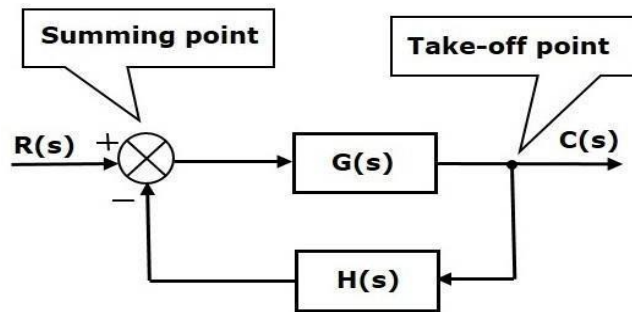 Summing point
Take-off point
R(s)
+
−
G(s)
C(s)
H(s)